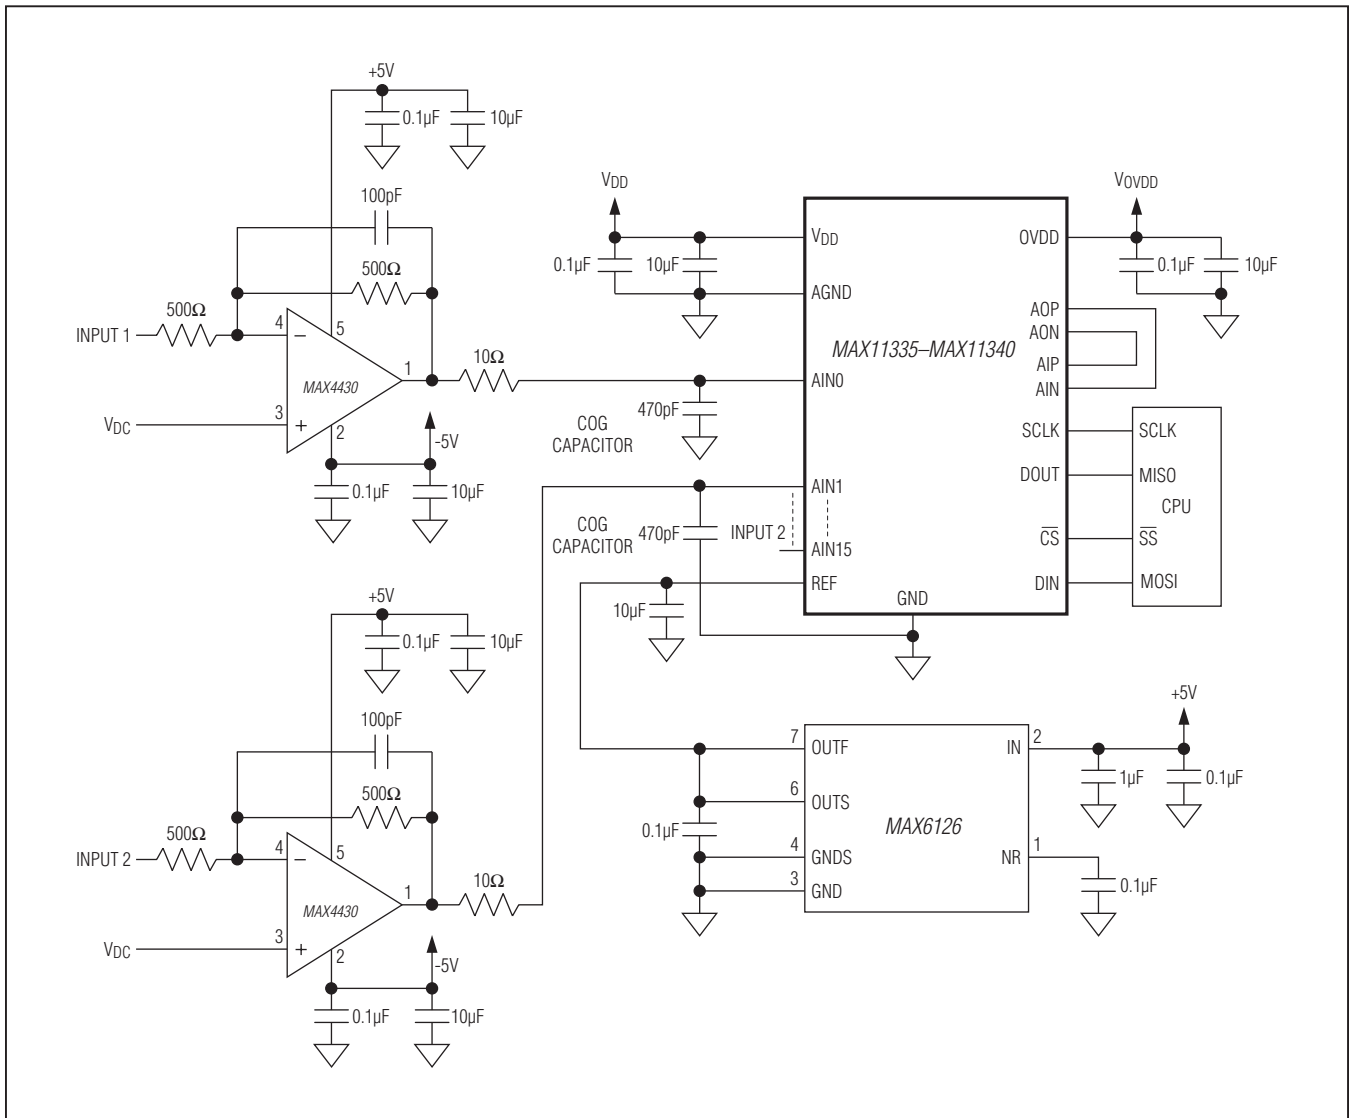 +5V
0.1µF
10µF
100pF
500Ω
500Ω
INPUT 1
4
−
5
MAX4430
1
3
+
2
VDC
10Ω
-5V
0.1µF
10µF
COG
CAPACITOR
470pF
VDD
0.1µF
10µF
VDD
AGND
AIN0
AIN1
AIN15
REF
GND
MAX11335–MAX11340
OVDD
AOP
AON
AIP
AIN
SCLK
DOUT
CS
DIN
VOVDD
0.1µF
10µF
SCLK
MISO
CPU
SS
MOSI
COG
CAPACITOR
470pF
INPUT 2
10µF
+5V
0.1µF
10µF
100pF
500Ω
500Ω
INPUT 2
4
−
5
MAX4430
1
3
+
2
VDC
10Ω
-5V
0.1µF
10µF
7
OUTF
6
OUTS
4
GNDS
3
GND
0.1µF
MAX6126
IN
2
NR
1
+5V
1µF
0.1µF
0.1µF